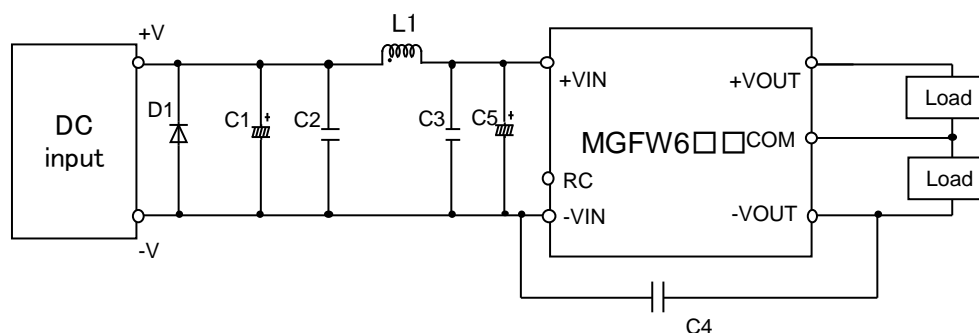 +V
L1
DC
input
D1
C1
+
C2
C3
C5
+
+VIN
+VOUT
MGFW6□□
COM
RC
-VIN
-VOUT
Load
Load
-V
C4